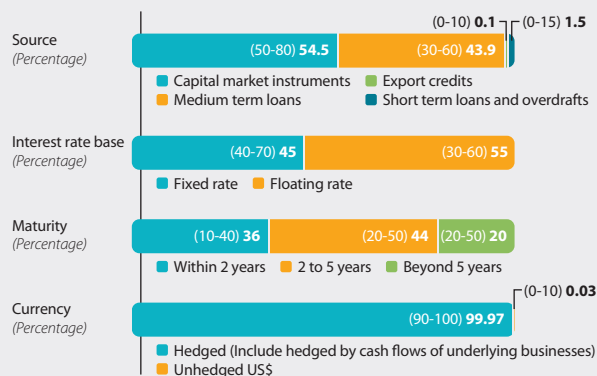 (0-10) 0.1 (0-15) 1.5
Source
(Percentage)
(50-80) 54.5 (30-60) 43.9
Capital market instruments Export credits
Medium term loans Short term loans and overdrafts
Interest rate base
(Percentage)
(40-70) 45 (30-60) 55
Fixed rate Floating rate
Maturity
(Percentage)
(10-40) 36 (20-50) 44 (20-50) 20
Within 2 years 2 to 5 years Beyond 5 years
(0-10) 0.03
Currency
(Percentage)
(90-100) 99.97
Hedged (Include hedged by cash flows of underlying businesses)
Unhedged US$